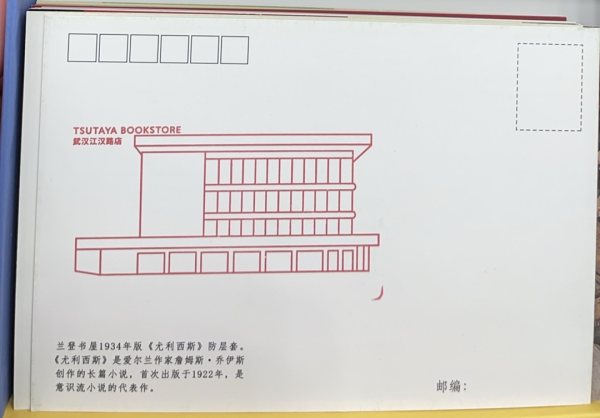 TSUTAYA BOOKSTORE
武汉江汉路店
兰登书屋1934年版《尤利西斯》防层套。
《尤利西斯》是爱尔兰作家詹姆斯·乔伊斯
创作的长篇小说，首次出版于1922年，是
意识流小说的代表作。
邮编：